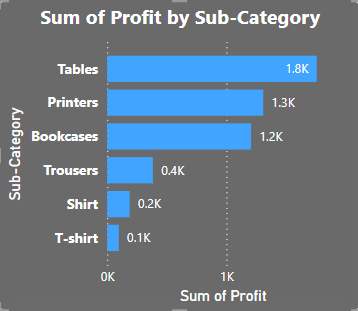 Sum of Profit by Sub-Category
Sub-Category
Tables 1.8K
Printers 1.3K
Bookcases 1.2K
Trousers 0.4K
Shirt 0.2K
T-shirt 0.1K
0K 1K
Sum of Profit